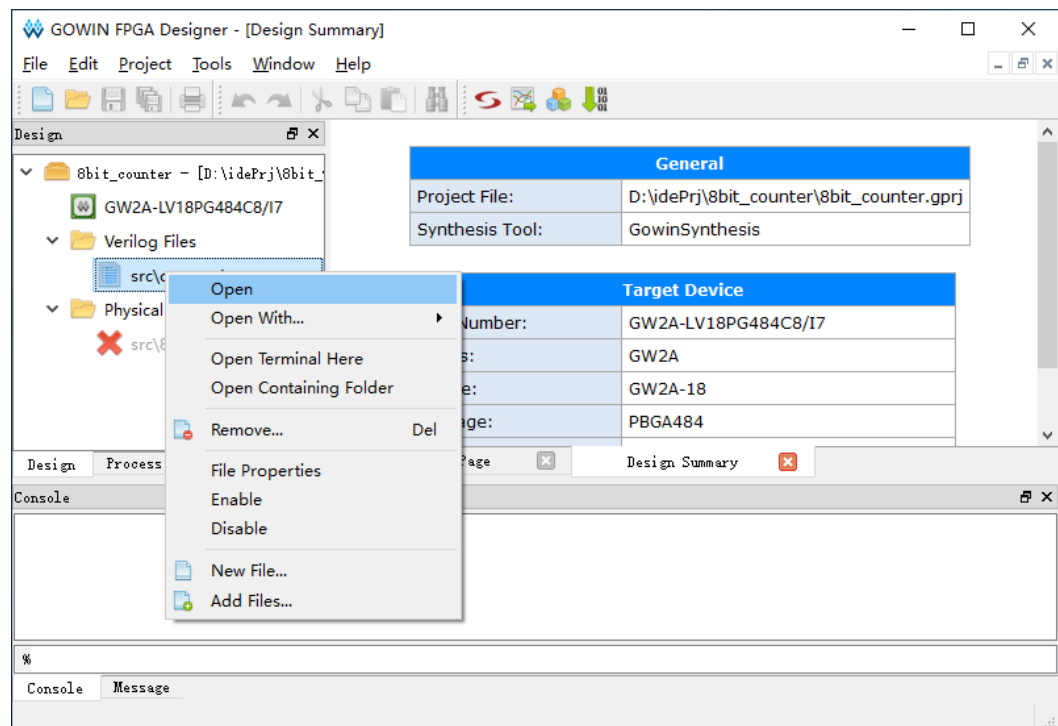 GOWIN FPGA Designer - [Design Summary]
File Edit Project Tools Window Help
Design
8bit_counter - [D:\idePrj\8bit_
GW2A-LV18PG484C8/I7
Verilog Files
src\
Physical
src\8
General
Project File: D:\idePrj\8bit_counter\8bit_counter.gprj
Synthesis Tool: GowinSynthesis
Target Device
Number: GW2A-LV18PG484C8/I7
GW2A
GW2A-18
PBGA484
Open
Open With...
Open Terminal Here
Open Containing Folder
Remove... Del
File Properties
Enable
Disable
New File...
Add Files...
Design Process Page Design Summary
Console
%
Console Message